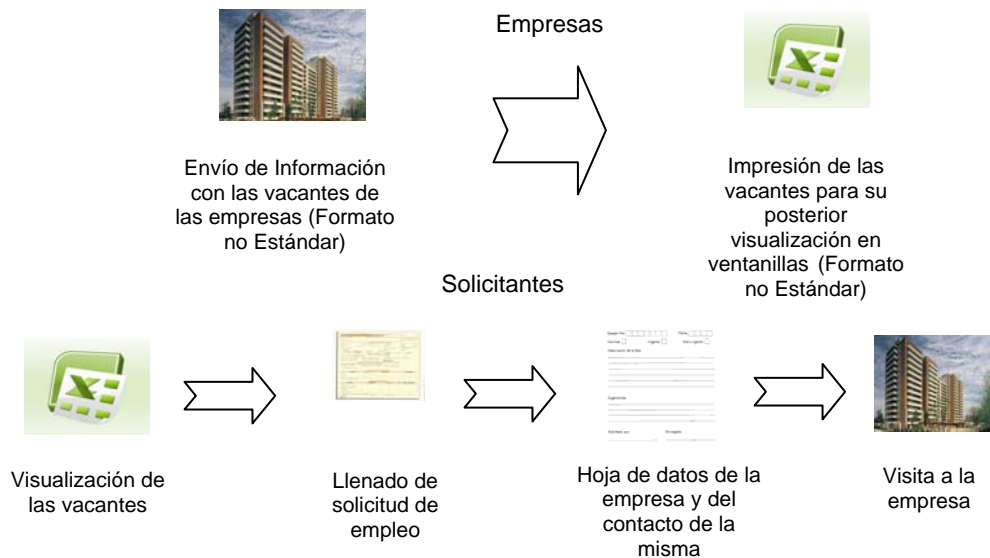 Empresas
Envío de Información
con las vacantes de
las empresas (Formato
no Estándar)
Impresión de las
vacantes para su
posterior
visualización en
ventanillas (Formato
no Estándar)
Solicitantes
Visualización de
las vacantes
Llenado de
solicitud de
empleo
Hoja de datos de la
empresa y del
contacto de la
misma
Visita a la
empresa